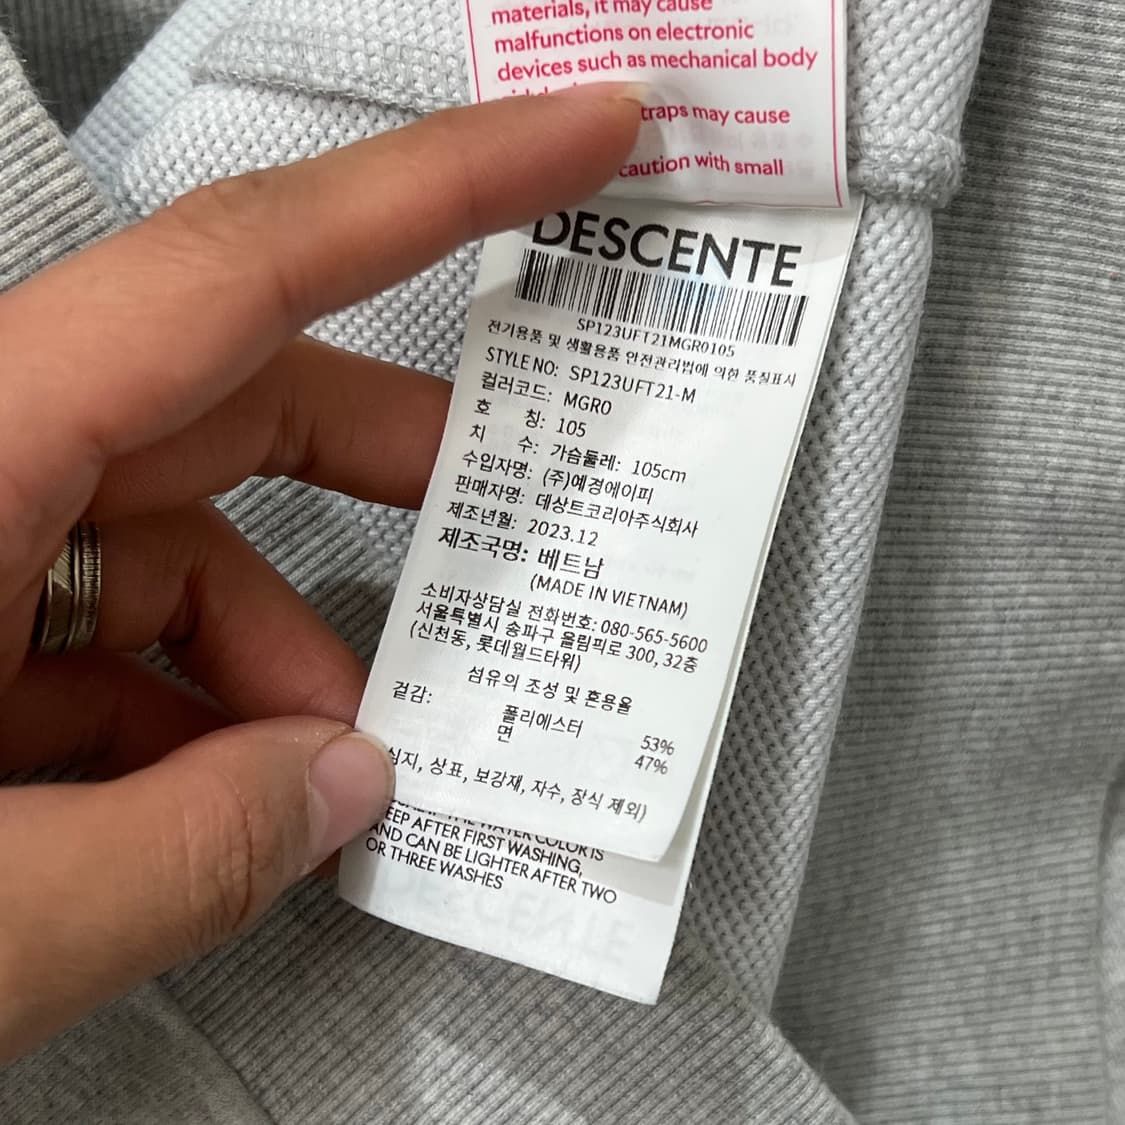 materials, it may cause
malfunctions on electronic
devices such as mechanical body
traps may cause
caution with small
DESCENTE
SP123UFT21MGR0105
전기용품 및 생활용품 안전관리법에 의한 품질표시
STYLE NO: SP123UFT21-M
컬러코드: MGR0
호 칭: 105
치 수: 가슴둘레: 105cm
수입자명: (주)예경에이피
판매자명: 데상트코리아주식회사
제조년월: 2023.12
제조국명: 베트남
(MADE IN VIETNAM)
소비자상담실 전화번호: 080-565-5600
서울특별시 송파구 올림픽로 300, 32층
(신천동, 롯데월드타워)
섬유의 조성 및 혼용율
겉감:
폴리에스터 53%
면 47%
심지, 상표, 보강재, 자수, 장식 제외)
THE WATER COLOR IS
EEP AFTER FIRST WASHING,
AND CAN BE LIGHTER AFTER TWO
OR THREE WASHES